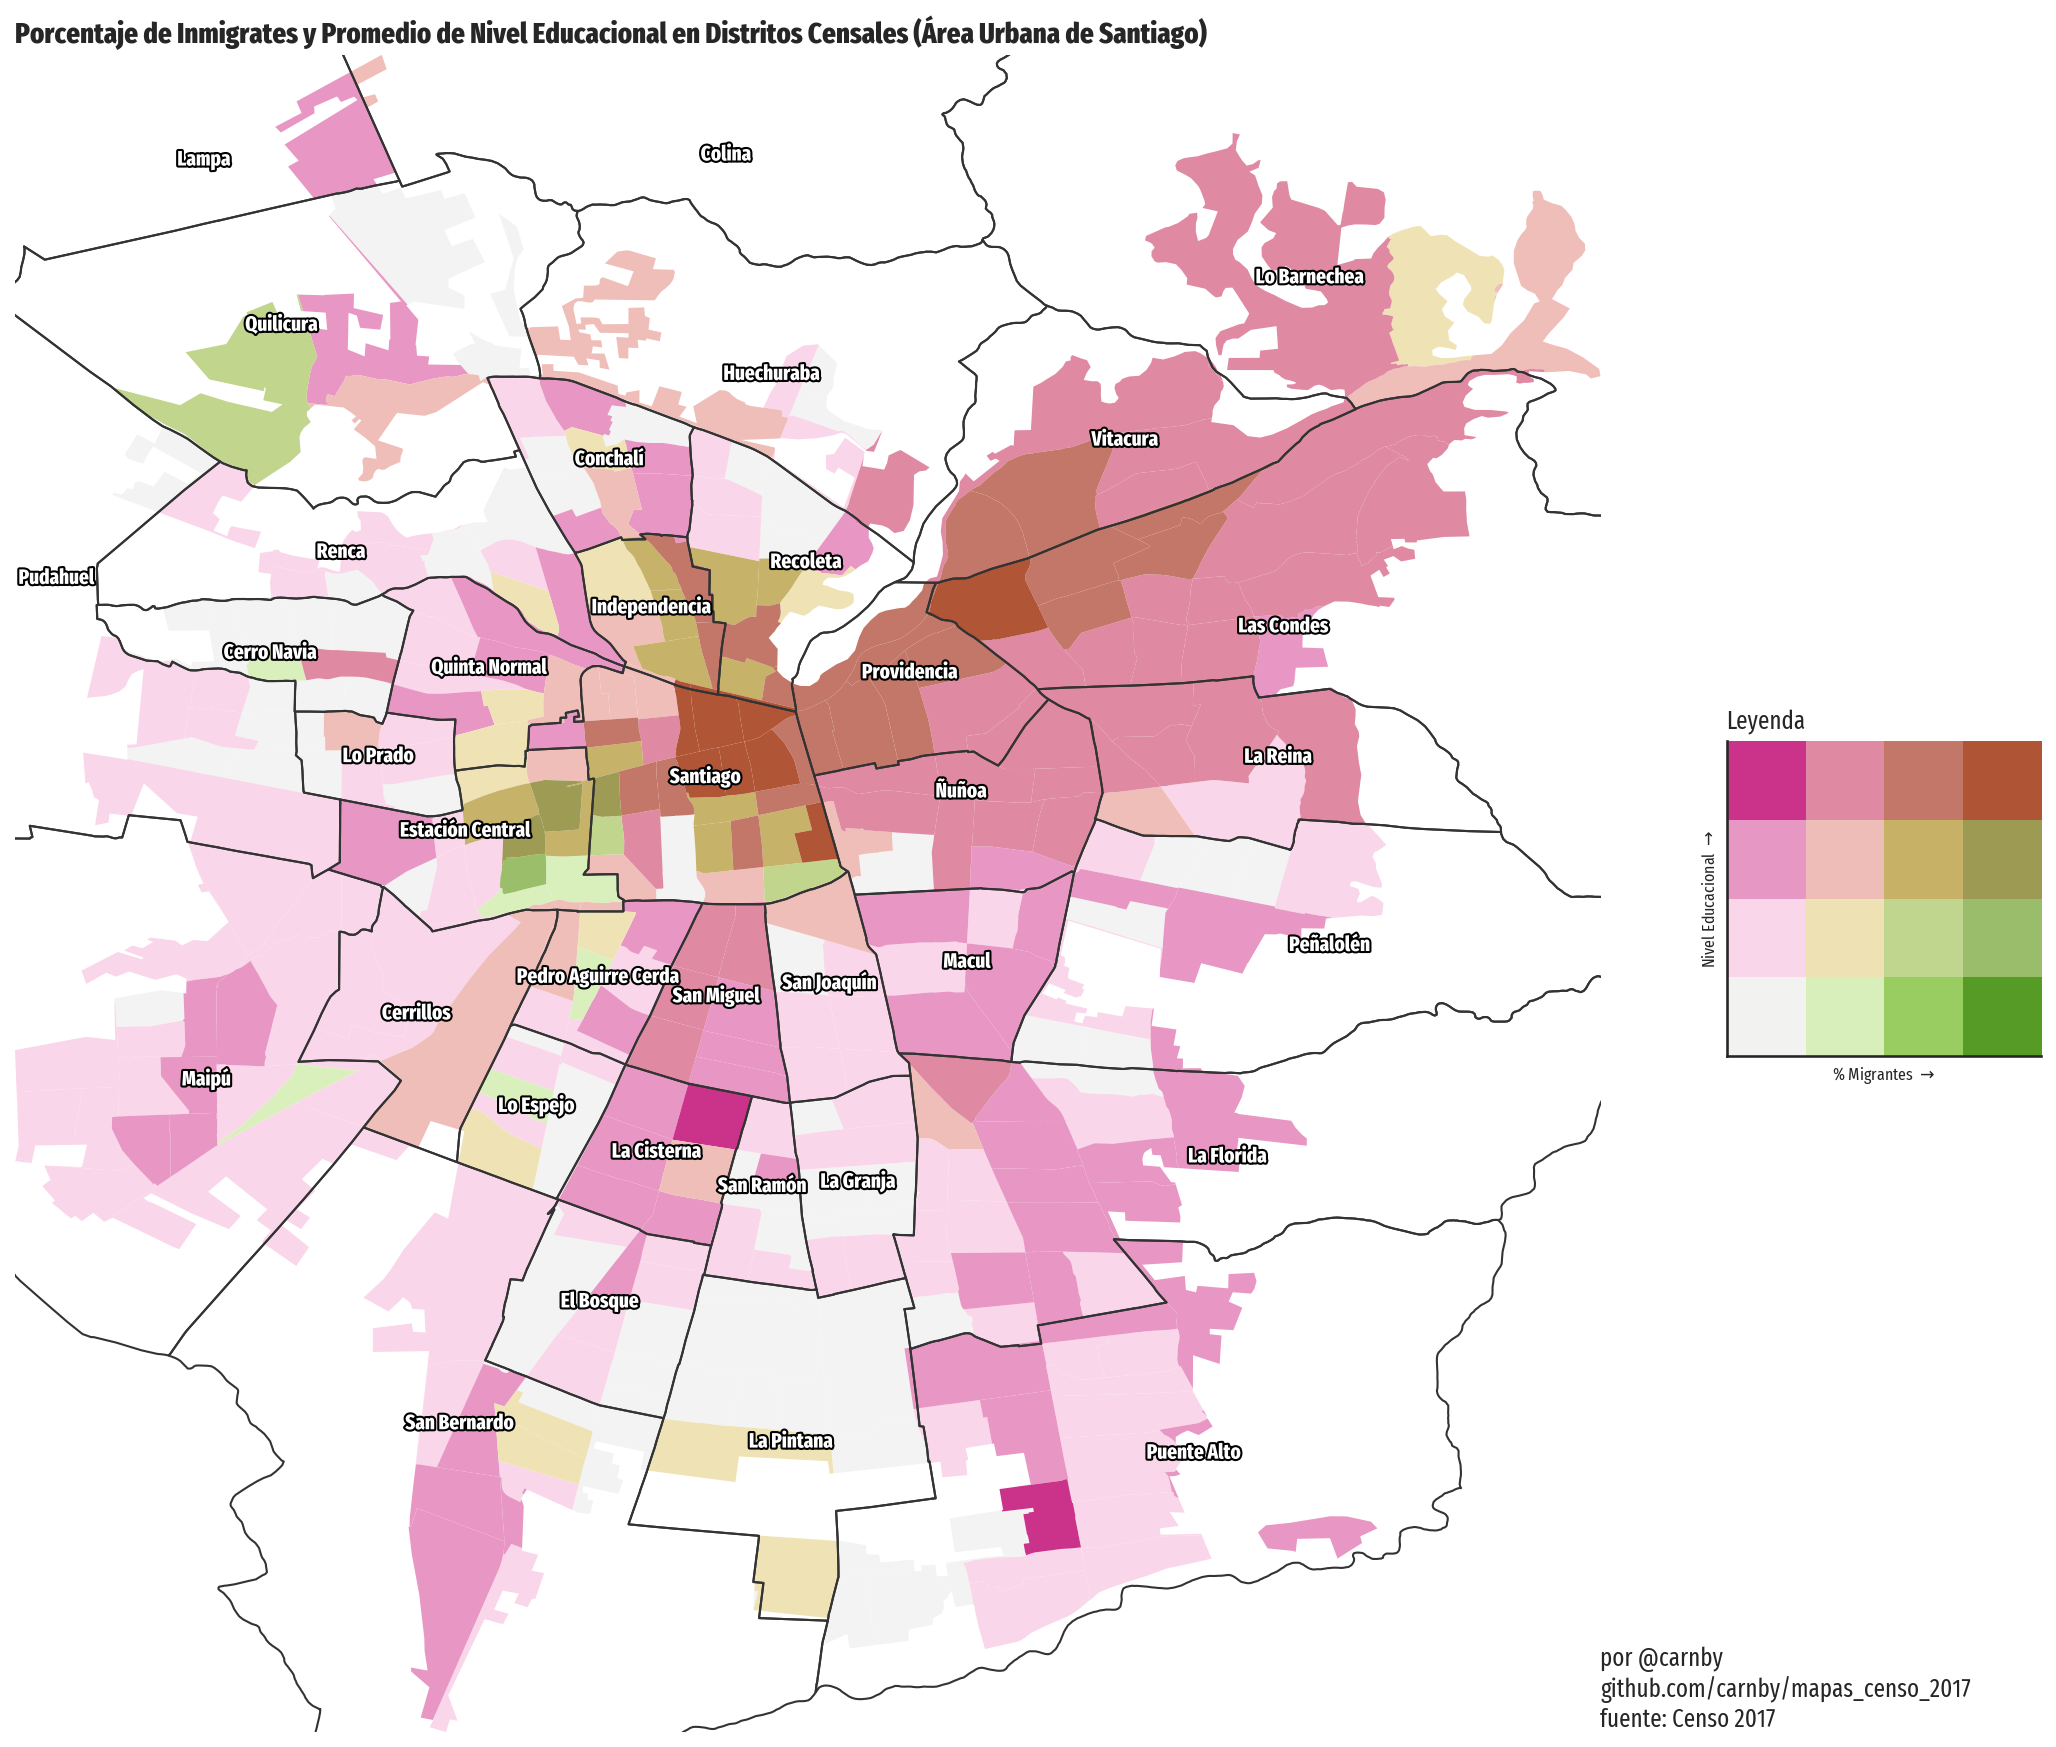 Porcentaje de Inmigrates y Promedio de Nivel Educacional en Distritos Censales (Área Urbana de Santiago)
Lampa
Colina
Lo Barnechea
Quilicura
Huechuraba
Vitacura
Conchalí
Renca
Recoleta
Pudahuel
Independencia
Las Condes
Cerro Navia
Quinta Normal
Providencia
Lo Prado
Santiago
Ñuñoa
La Reina
Estación Central
Peñalolén
Macul
Pedro Aguirre Cerda
San Miguel
San Joaquín
Cerrillos
Maipú
Lo Espejo
La Cisterna
La Florida
San Ramón
La Granja
El Bosque
San Bernardo
La Pintana
Puente Alto
Leyenda
Nivel Educacional →
% Migrantes →
por @carnby
github.com/carnby/mapas_censo_2017
fuente: Censo 2017